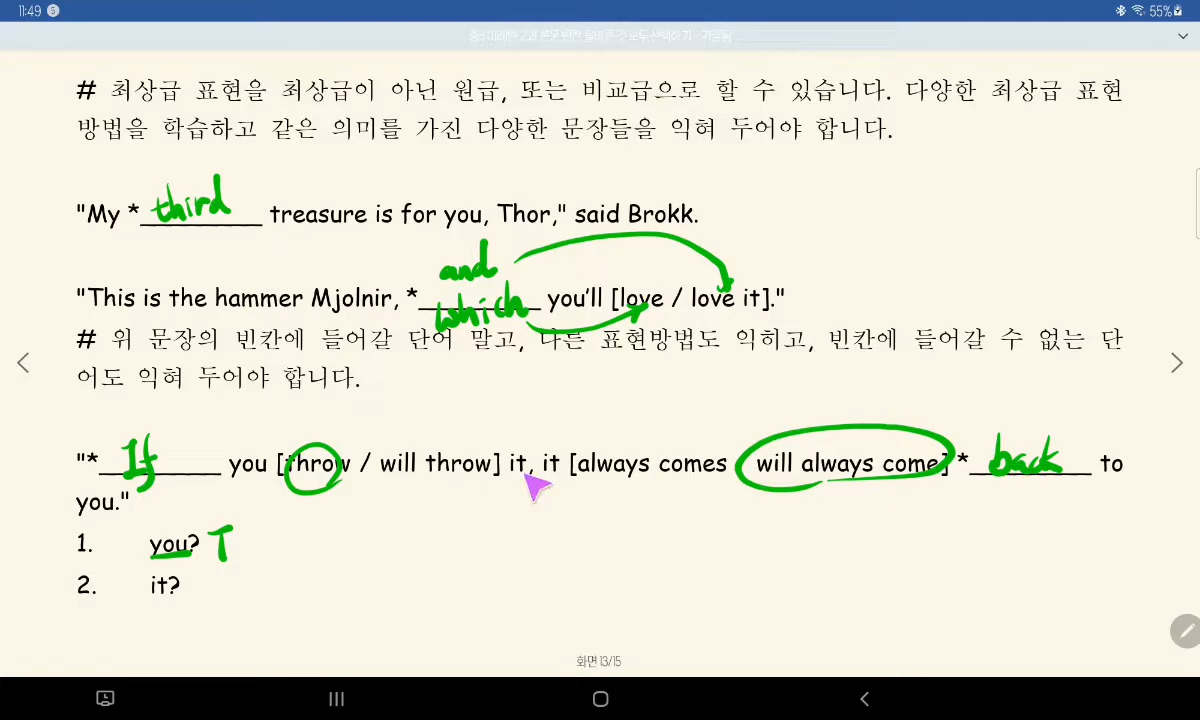 11:49 5 55%
# 최상급 표현을 최상급이 아닌 원급, 또는 비교급으로 할 수 있습니다. 다양한 최상급 표현
방법을 학습하고 같은 의미를 가진 다양한 문장들을 익혀 두어야 합니다.
"My *third treasure is for you, Thor," said Brokk.
and
"This is the hammer Mjolnir, *which you'll [love / love it]."
# 위 문장의 빈칸에 들어갈 단어 말고, 다른 표현방법도 익히고, 빈칸에 들어갈 수 없는 단
어도 익혀 두어야 합니다.
"*If you [throw / will throw] it, it [always comes will always come] *back to
you."
1. you? T
2. it?
화면 13/15